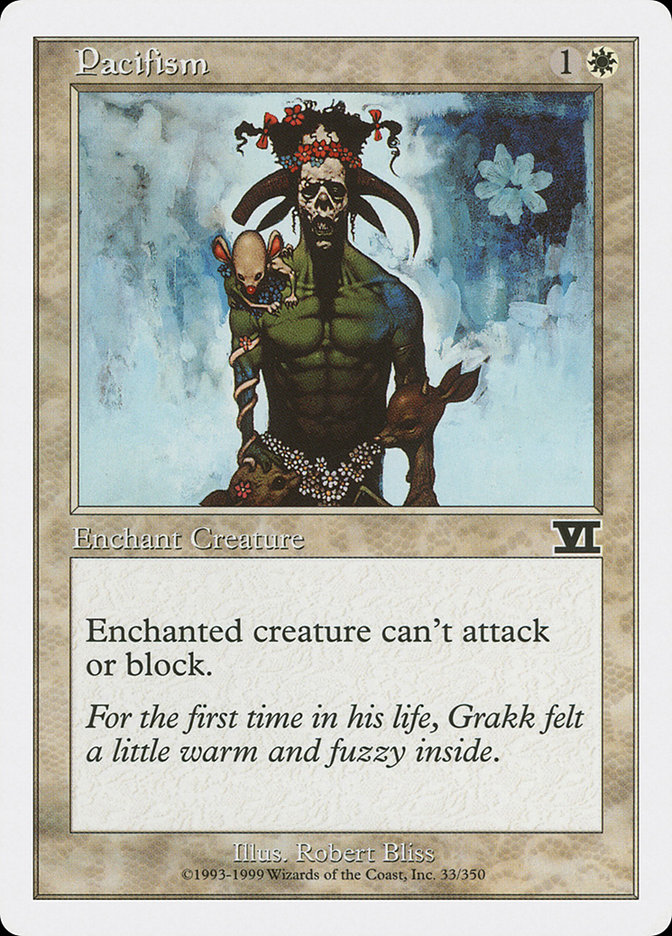 Pacifism 1
Enchant Creature VI
Enchanted creature can't attack
or block.
For the first time in his life, Grakk felt
a little warm and fuzzy inside.
Illus. Robert Bliss
©1993-1999 Wizards of the Coast, Inc. 33/350